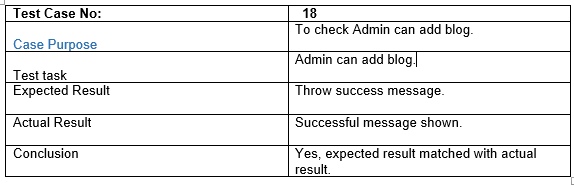 Test Case No: 18
Case Purpose To check Admin can add blog.
Test task Admin can add blog.
Expected Result Throw success message.
Actual Result Successful message shown.
Conclusion Yes, expected result matched with actual
result.